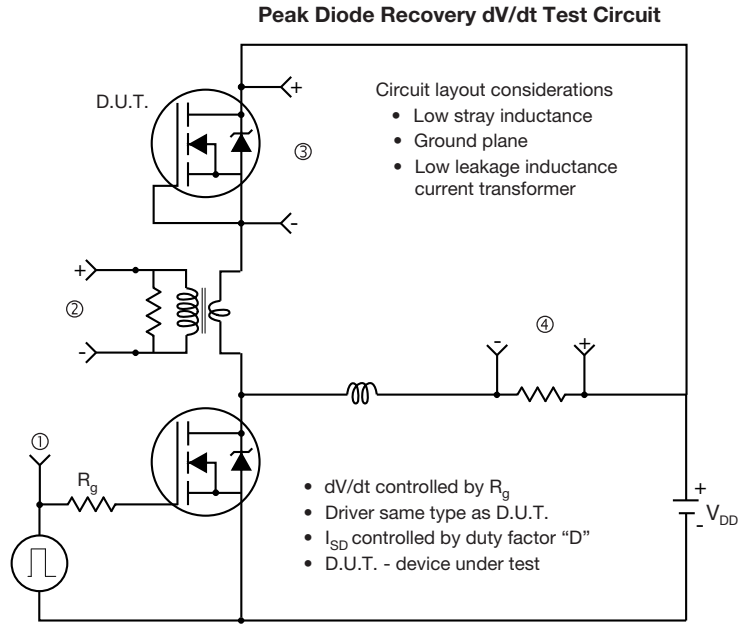 Peak Diode Recovery dV/dt Test Circuit
D.U.T.
+
Circuit layout considerations
• Low stray inductance
• Ground plane
• Low leakage inductance
current transformer
③
-
+
②
-
④
-
+
①
Rg
• dV/dt controlled by Rg
• Driver same type as D.U.T.
• ISD controlled by duty factor “D”
• D.U.T. - device under test
+
VDD
-